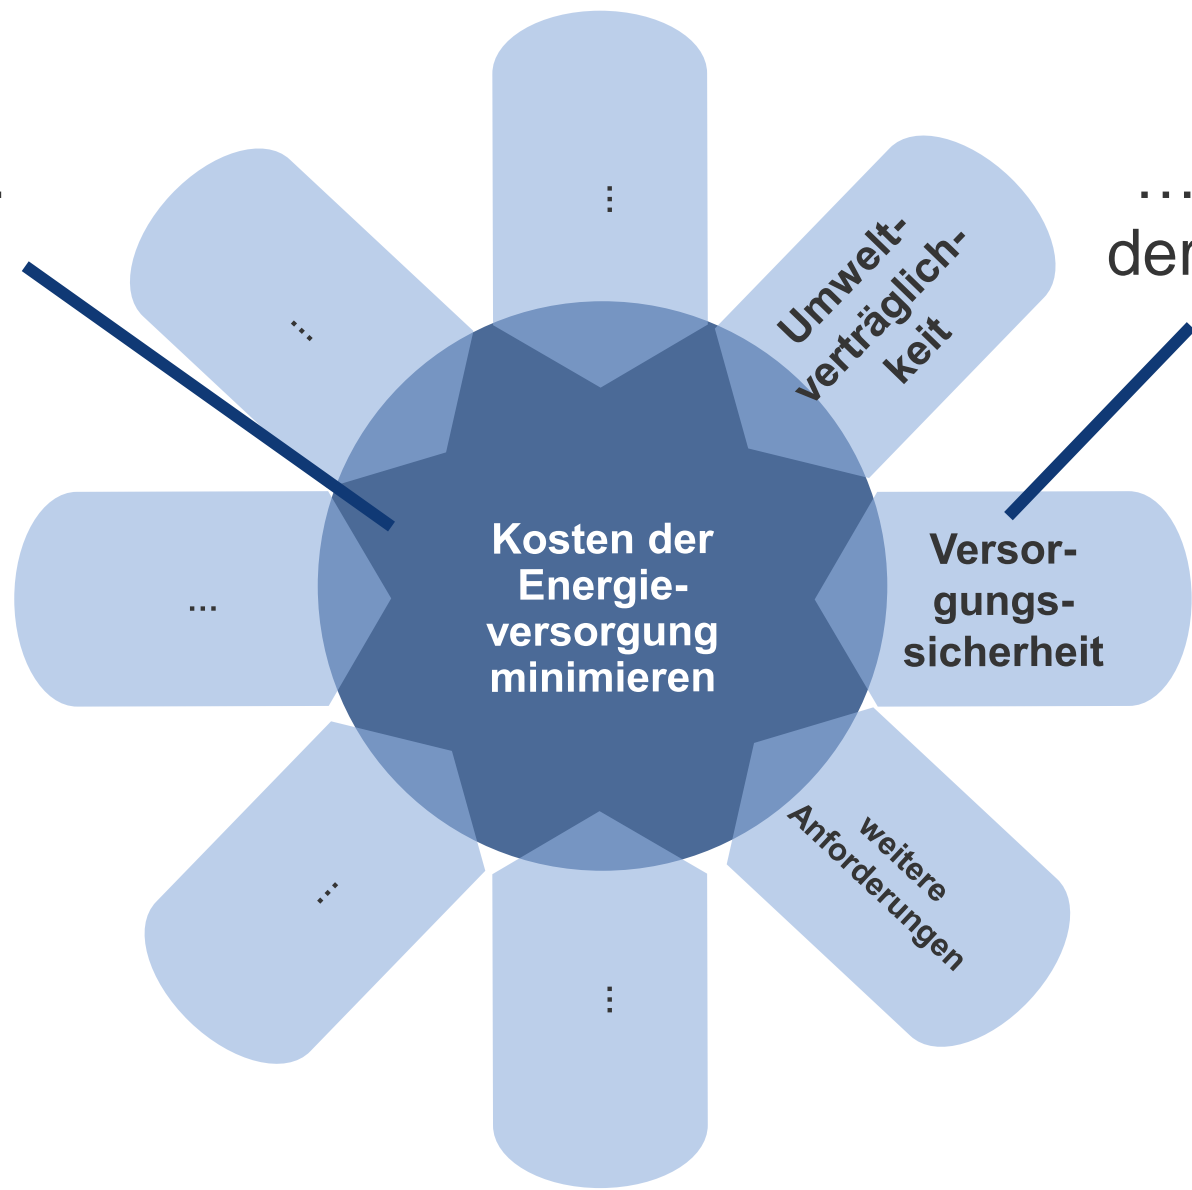 …
Umwelt-
verträglich-
keit
…
der
…
Kosten der
Energie-
versorgung
minimieren
Versor-
gungs-
sicherheit
…
…
weitere
Anforderungen
…